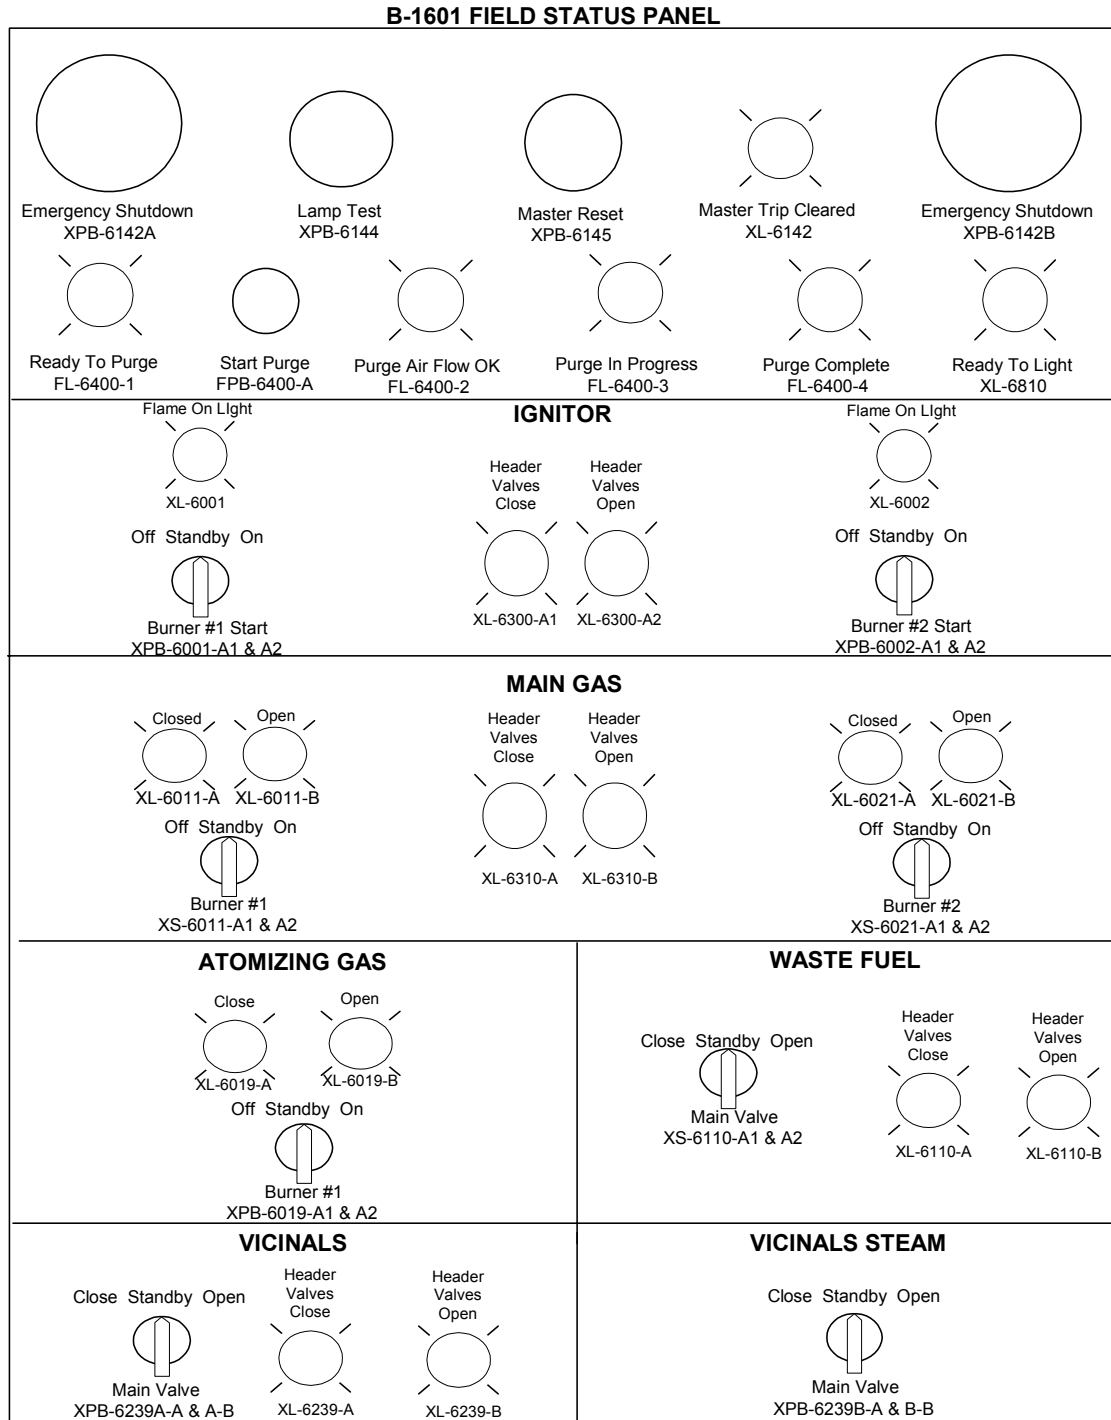 B-1601 FIELD STATUS PANEL
Emergency Shutdown
XPB-6142A
Lamp Test
XPB-6144
Master Reset
XPB-6145
Master Trip Cleared
XL-6142
Emergency Shutdown
XPB-6142B
Ready To Purge
FL-6400-1
Start Purge
FPB-6400-A
Purge Air Flow OK
FL-6400-2
Purge In Progress
FL-6400-3
Purge Complete
FL-6400-4
Ready To Light
XL-6810
IGNITOR
Flame On LIght
XL-6001
Off Standby On
Burner #1 Start
XPB-6001-A1 & A2
Header
Valves
Close
XL-6300-A1
Header
Valves
Open
XL-6300-A2
Flame On LIght
XL-6002
Off Standby On
Burner #2 Start
XPB-6002-A1 & A2
MAIN GAS
Closed
XL-6011-A
Open
XL-6011-B
Off Standby On
Burner #1
XS-6011-A1 & A2
Header
Valves
Close
XL-6310-A
Header
Valves
Open
XL-6310-B
Closed
XL-6021-A
Open
XL-6021-B
Off Standby On
Burner #2
XS-6021-A1 & A2
ATOMIZING GAS
Close
XL-6019-A
Open
XL-6019-B
Off Standby On
Burner #1
XPB-6019-A1 & A2
WASTE FUEL
Close Standby Open
Main Valve
XS-6110-A1 & A2
Header
Valves
Close
XL-6110-A
Header
Valves
Open
XL-6110-B
VICINALS
Close Standby Open
Main Valve
XPB-6239A-A & A-B
Header
Valves
Close
XL-6239-A
Header
Valves
Open
XL-6239-B
VICINALS STEAM
Close Standby Open
Main Valve
XPB-6239B-A & B-B